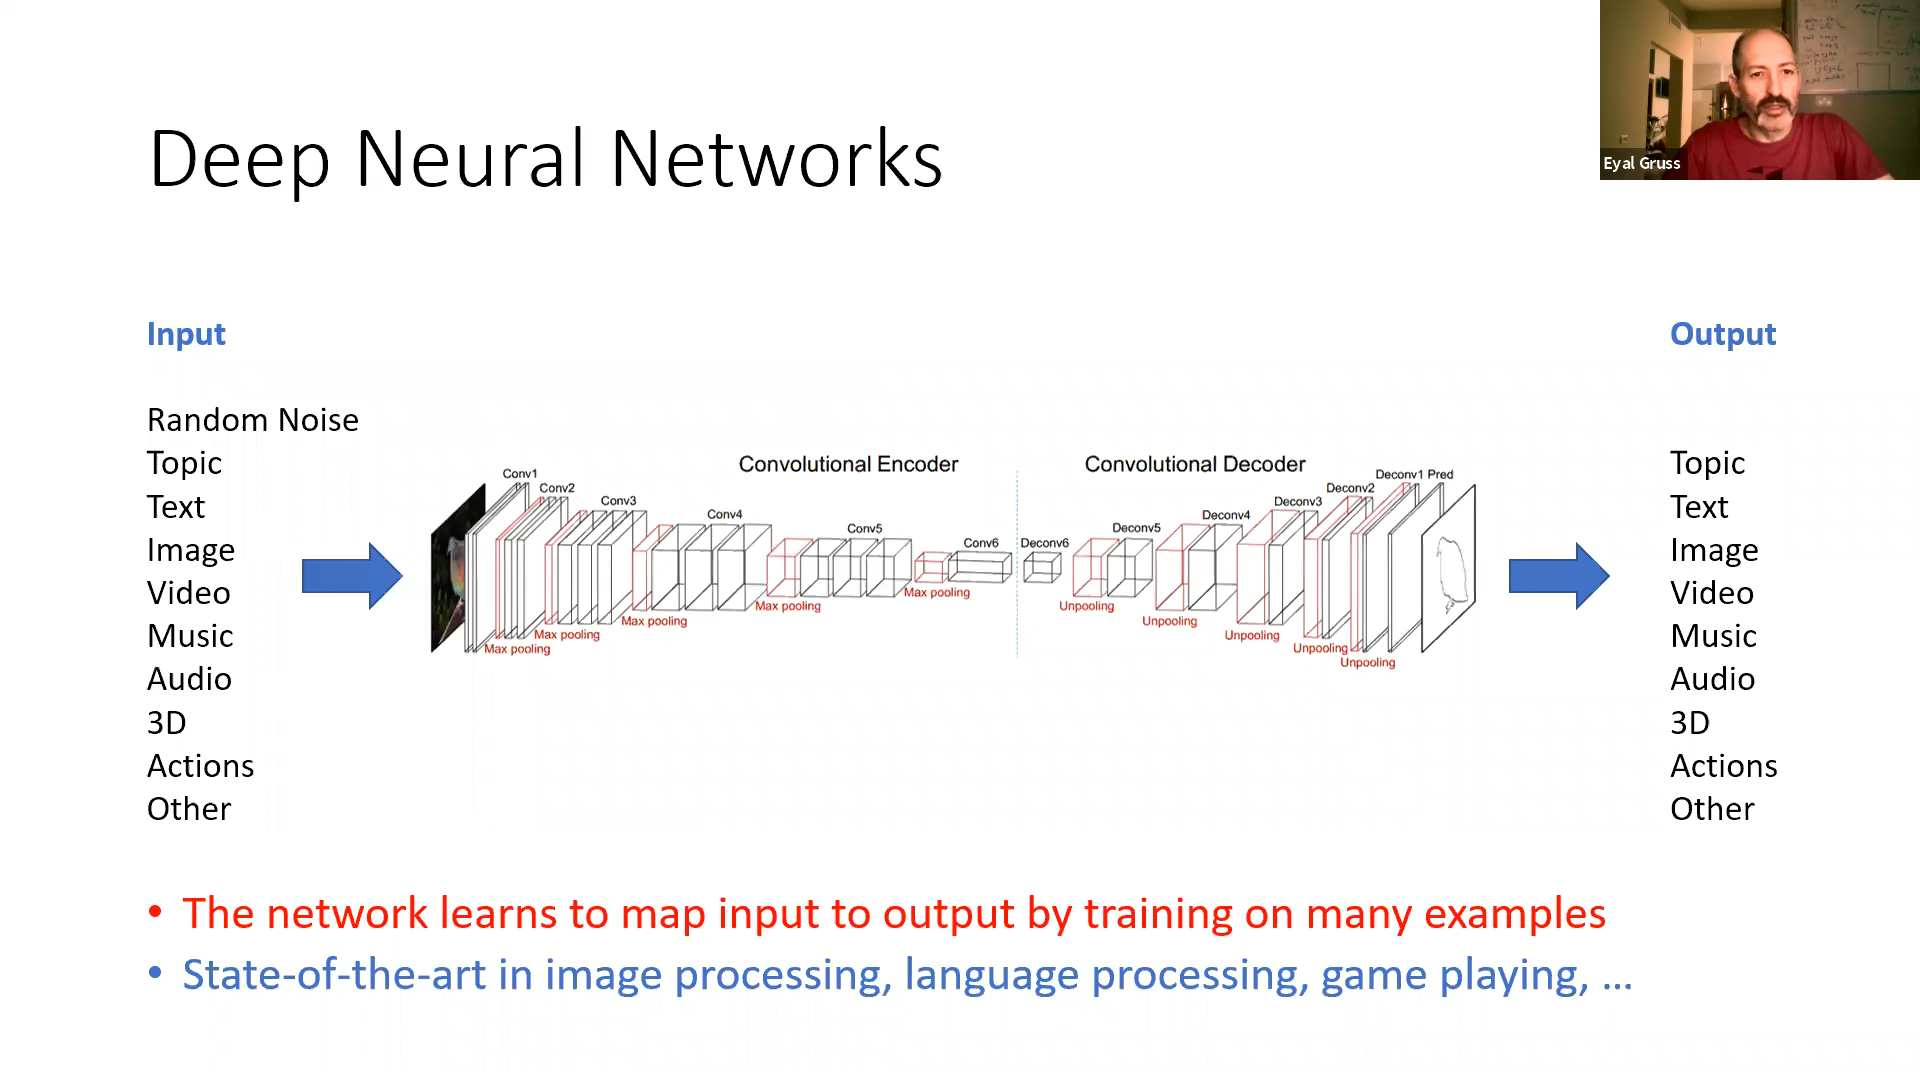 Deep Neural Networks
Eyal Gruss
Input
Output
Random Noise
Topic
Text
Image
Video
Music
Audio
3D
Actions
Other
Convolutional Encoder
Convolutional Decoder
Conv1
Conv2
Conv3
Conv4
Conv5
Conv6
Deconv6
Deconv5
Deconv4
Deconv3
Deconv2
Deconv1 Pred
Max pooling
Max pooling
Max pooling
Max pooling
Max pooling
Unpooling
Unpooling
Unpooling
Unpooling
Unpooling
Topic
Text
Image
Video
Music
Audio
3D
Actions
Other
• The network learns to map input to output by training on many examples
• State-of-the-art in image processing, language processing, game playing, ...